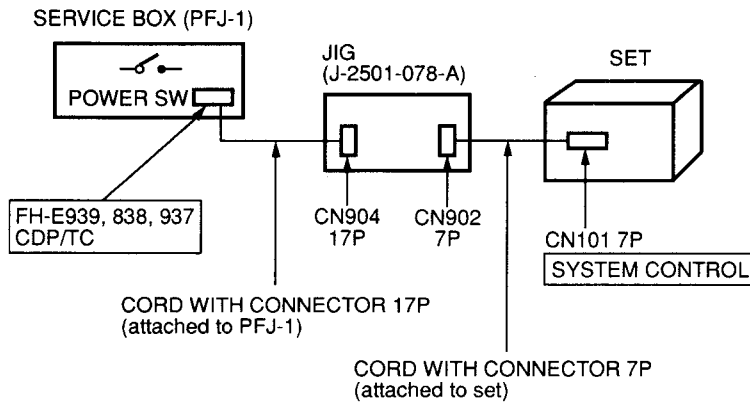 SERVICE BOX (PFJ-1)
POWER SW
FH-E939, 838, 937
CDP/TC
JIG
(J-2501-078-A)
SET
CN904
17P
CN902
7P
CN101 7P
SYSTEM CONTROL
CORD WITH CONNECTOR 17P
(attached to PFJ-1)
CORD WITH CONNECTOR 7P
(attached to set)